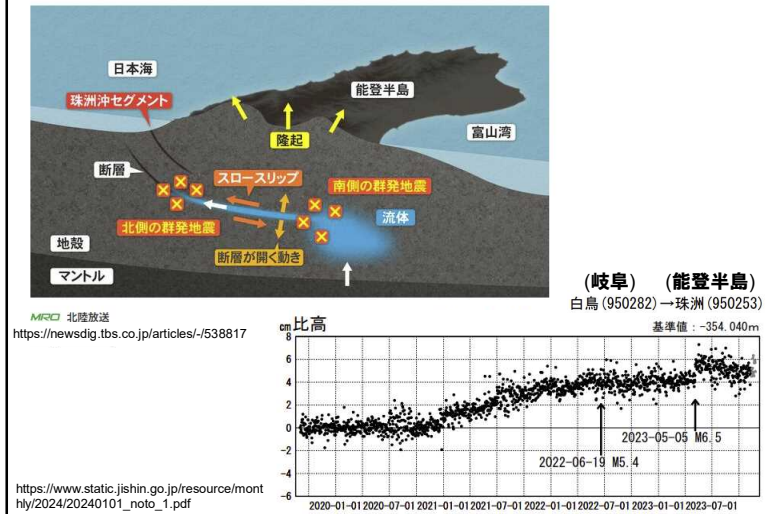 日本海
能登半島
珠洲沖セグメント
富山湾
隆起
断層
スロースリップ
南側の群発地震
北側の群発地震
流体
断層が開く動き
地殻
マントル
MRO 北陸放送
https://newsdig.tbs.co.jp/articles/-/538817
(岐阜) (能登半島)
白鳥(950282)→珠洲(950253)
cm 比高
基準値：-354.040m
8
6
4
2
0
-2
-4
-6
2023-05-05 M6.5
2022-06-19 M5.4
2020-01-01 2020-07-01 2021-01-01 2021-07-01 2022-01-01 2022-07-01 2023-01-01 2023-07-01
https://www.static.jishin.go.jp/resource/mont
hly/2024/20240101_noto_1.pdf